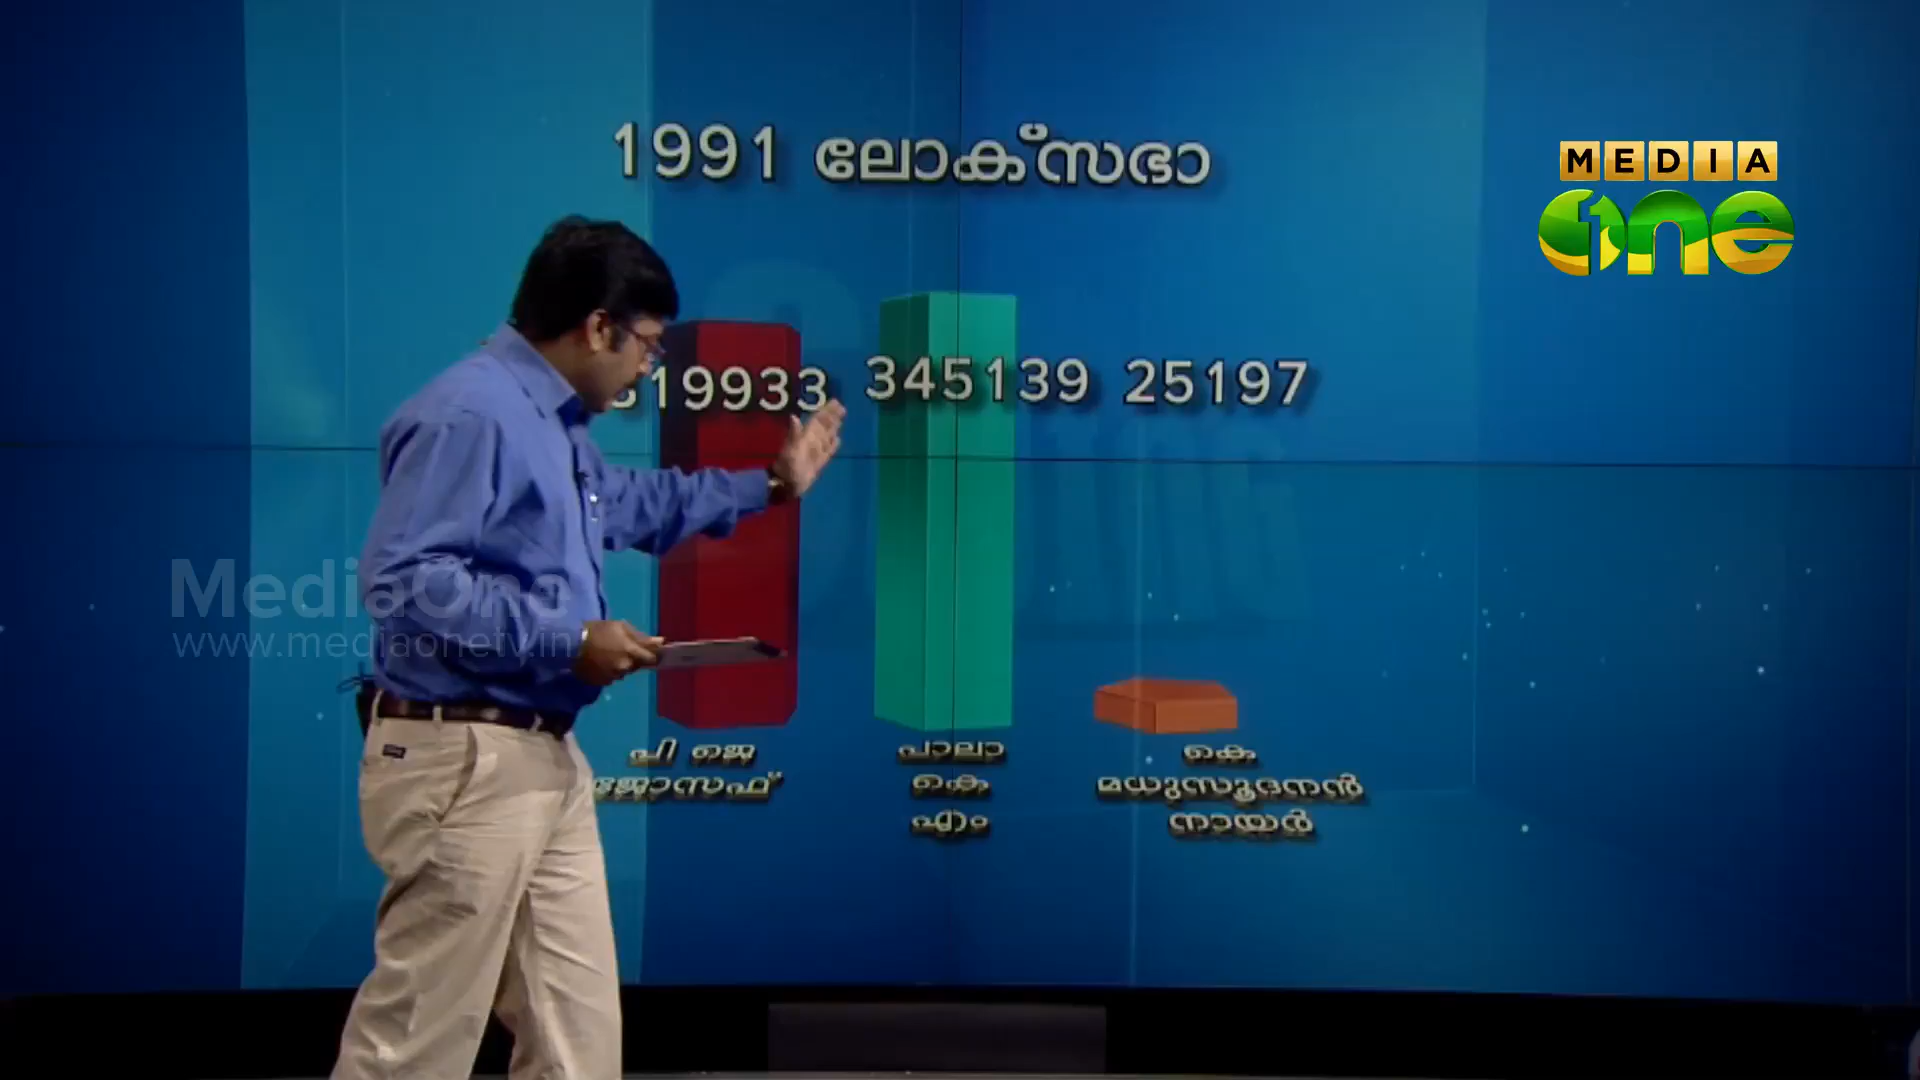 1991 ലോക്സഭാ
MEDIA
one
19933 345139 25197
MediaOne
www.mediaonetv.in
പി ജെ
ജോസഫ്
പാലാ
കെ
എം
കെ
മധുസൂദനൻ
നായർ